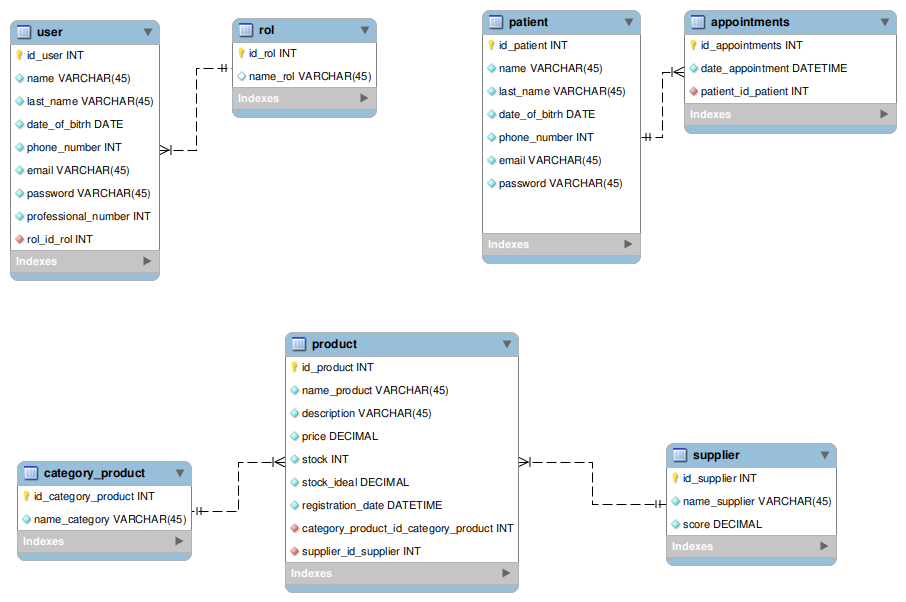 user
id_user INT
name VARCHAR(45)
last_name VARCHAR(45)
date_of_bitrh DATE
phone_number INT
email VARCHAR(45)
password VARCHAR(45)
professional_number INT
rol_id_rol INT
Indexes
rol
id_rol INT
name_rol VARCHAR(45)
Indexes
patient
id_patient INT
name VARCHAR(45)
last_name VARCHAR(45)
date_of_bitrh DATE
phone_number INT
email VARCHAR(45)
password VARCHAR(45)
Indexes
appointments
id_appointments INT
date_appointment DATETIME
patient_id_patient INT
Indexes
category_product
id_category_product INT
name_category VARCHAR(45)
Indexes
product
id_product INT
name_product VARCHAR(45)
description VARCHAR(45)
price DECIMAL
stock INT
stock_ideal DECIMAL
registration_date DATETIME
category_product_id_category_product INT
supplier_id_supplier INT
Indexes
supplier
id_supplier INT
name_supplier VARCHAR(45)
score DECIMAL
Indexes